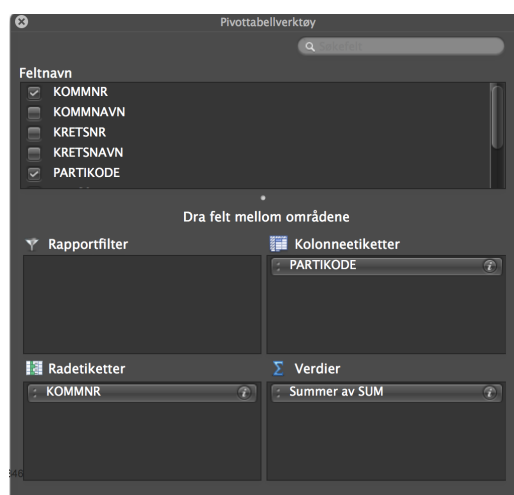 Pivottabellverktøy
Søkefelt
Feltnavn
KOMMNR
KOMMNAVN
KRETSNR
KRETSNAVN
PARTIKODE
Dra felt mellom områdene
Rapportfilter
Kolonneetiketter
PARTIKODE
Radetiketter
Verdier
KOMMNR
Summer av SUM